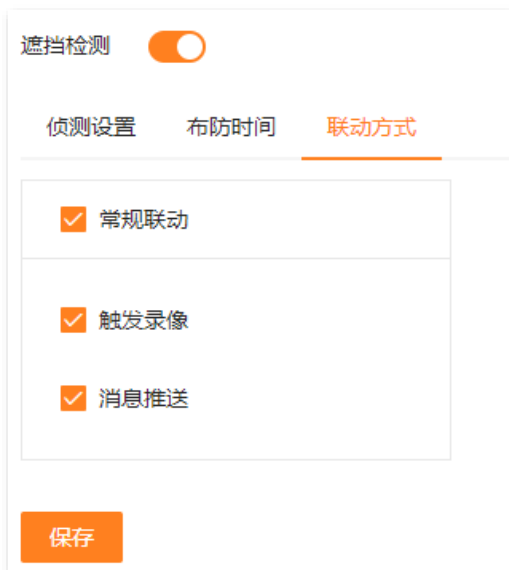 遮挡检测
侦测设置 布防时间 联动方式
常规联动
触发录像
消息推送
保存